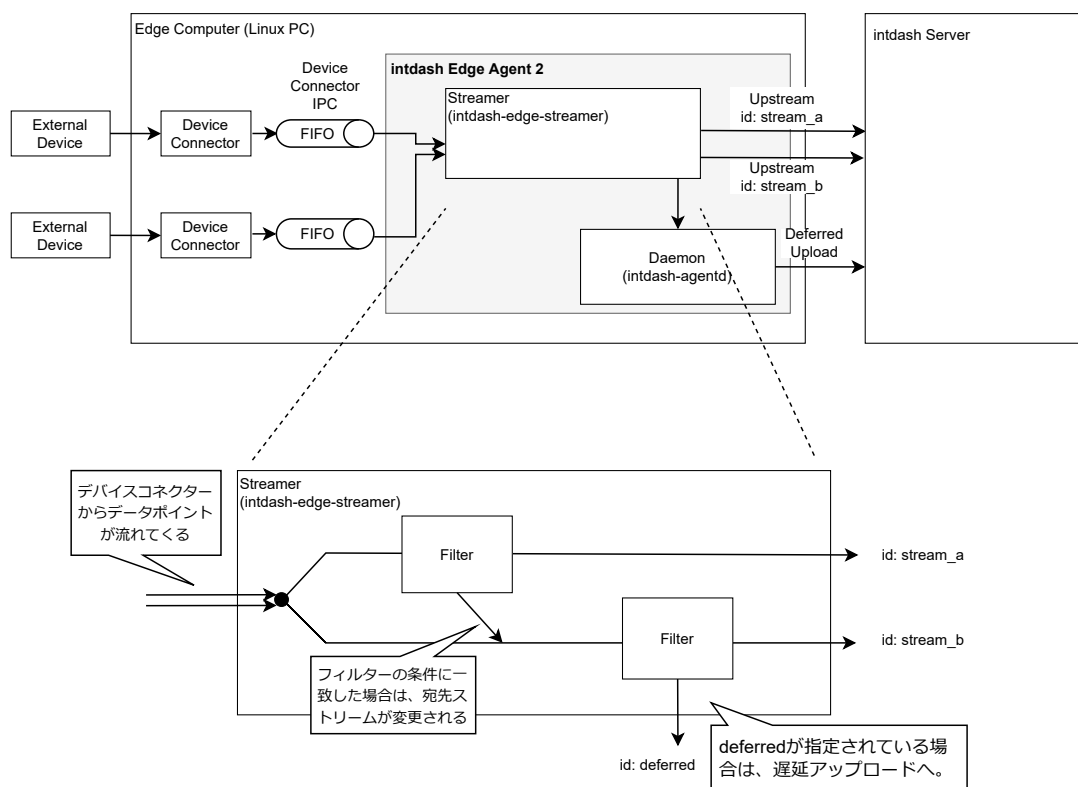 Edge Computer (Linux PC)
intdash Server
intdash Edge Agent 2
Device
Connector
IPC
Streamer
(intdash-edge-streamer)
External
Device
Device
Connector
FIFO
Upstream
id: stream_a
Upstream
id: stream_b
External
Device
Device
Connector
FIFO
Daemon
(intdash-agentd)
Deferred
Upload
デバイスコネクター
からデータポイント
が流れてくる
Streamer
(intdash-edge-streamer)
Filter
id: stream_a
Filter
id: stream_b
フィルターの条件に一
致した場合は、宛先ス
トリームが変更される
id: deferred
deferredが指定されている場
合は、遅延アップロードへ。